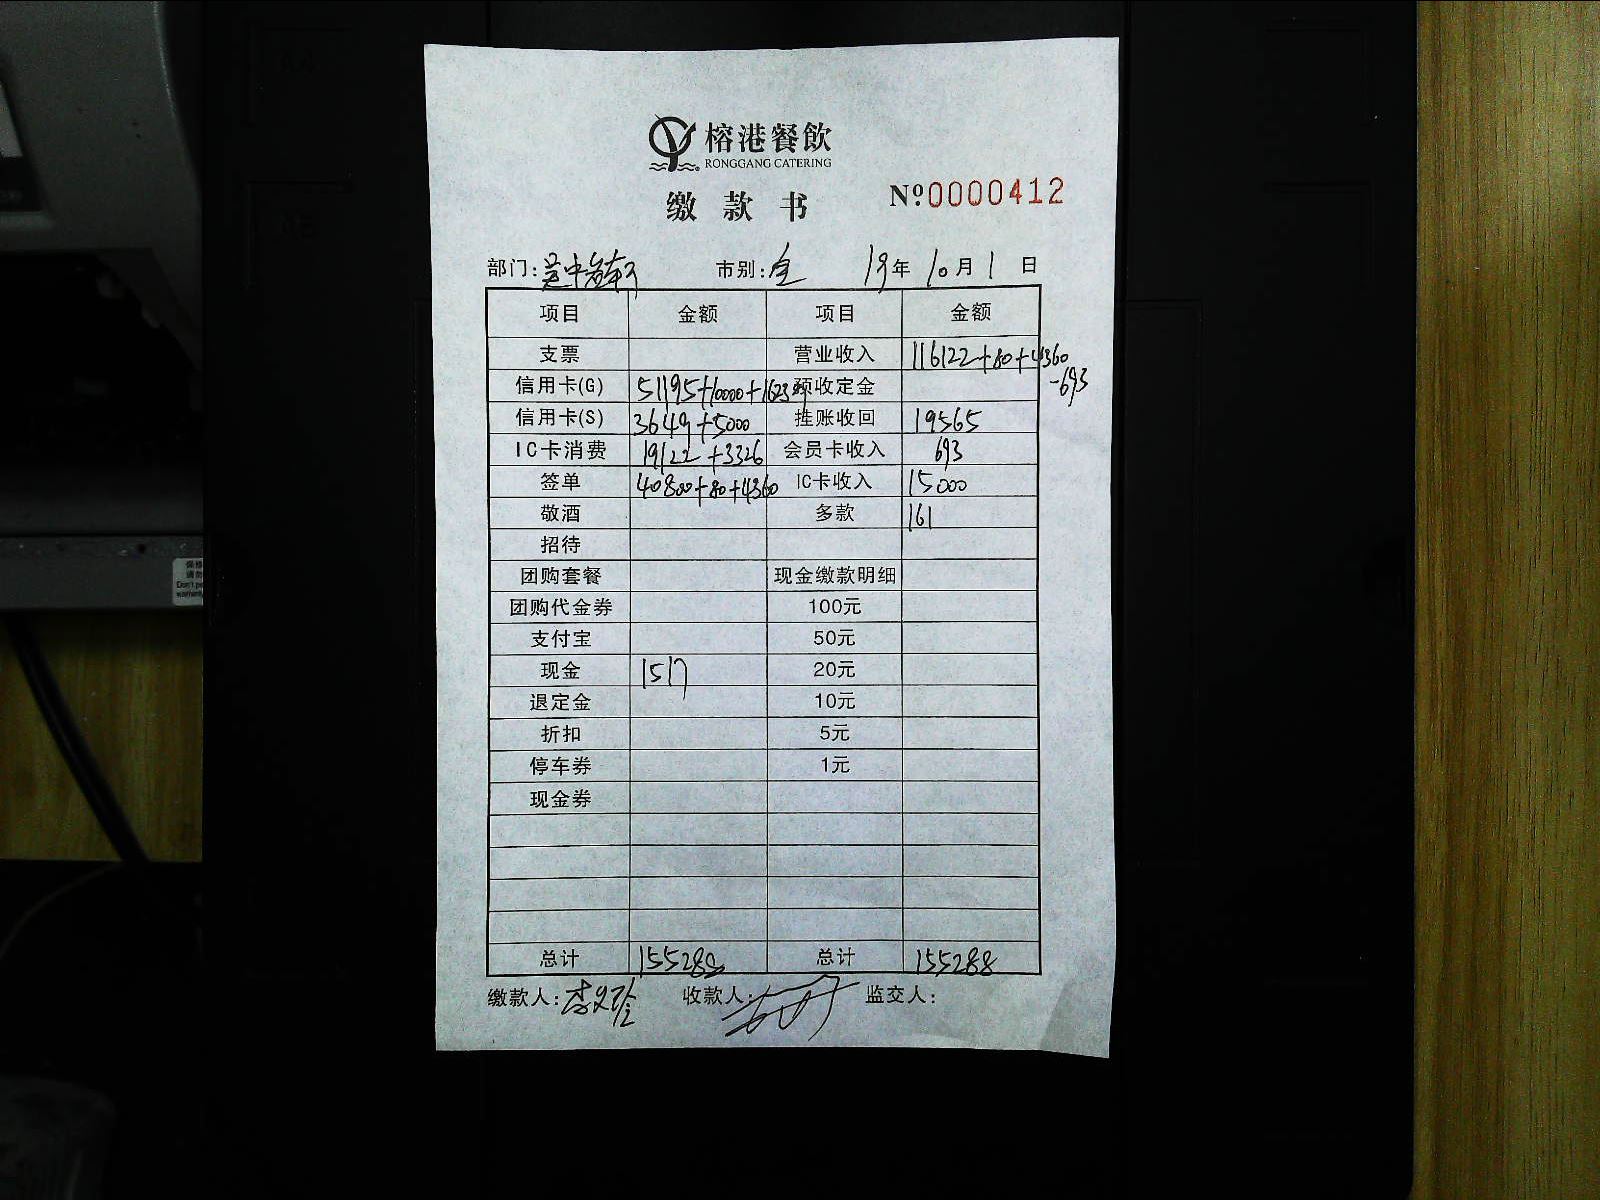 榕港餐飲
RONGGANG CATERING
缴款书
Nº:0000412
部门: 市别:全 19年 10月 1日
项目 金额 项目 金额
支票 营业收入 116122+80+4360
-693
信用卡(G) 51195+10000+16239 预收定金
信用卡(S) 3649+5000 挂账收回 19565
IC卡消费 19122+3326 会员卡收入 693
签单 40800+80+4360 IC卡收入 15000
敬酒 多款 161
招待
团购套餐 现金缴款明细
团购代金券 100元
支付宝 50元
现金 1517 20元
退定金 10元
折扣 5元
停车券 1元
现金券
总计 155288 总计 155288
缴款人: 收款人: 监交人: